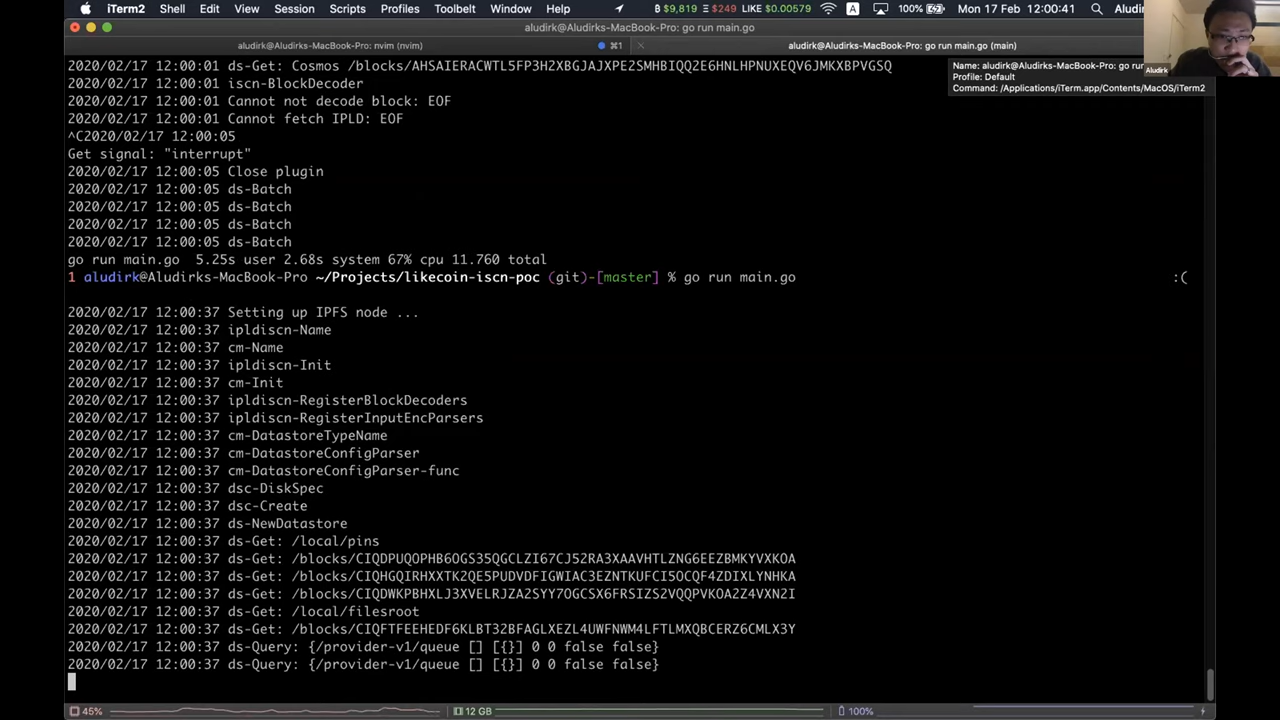 iTerm2 Shell Edit View Session Scripts Profiles Toolbelt Window Help ₿ $9,819 Ξ $249 LIKE $0.00579 A 100% Mon 17 Feb 12:00:41 Aludir
aludirk@Aludirks-MacBook-Pro: go run main.go
aludirk@Aludirks-MacBook-Pro: nvim (nvim) ⌘1 aludirk@Aludirks-MacBook-Pro: go run main.go (main)
Aludirk
Name: aludirk@Aludirks-MacBook-Pro: go ru
Profile: Default
Command: /Applications/iTerm.app/Contents/MacOS/iTerm2
2020/02/17 12:00:01 ds-Get: Cosmos /blocks/AHSAIERACWTL5FP3H2XBGJAJXPE2SMHBIQQ2E6HNLHPNUXEQV6JMKXBPVGSQ
2020/02/17 12:00:01 iscn-BlockDecoder
2020/02/17 12:00:01 Cannot not decode block: EOF
2020/02/17 12:00:01 Cannot fetch IPLD: EOF
^C2020/02/17 12:00:05
Get signal: "interrupt"
2020/02/17 12:00:05 Close plugin
2020/02/17 12:00:05 ds-Batch
2020/02/17 12:00:05 ds-Batch
2020/02/17 12:00:05 ds-Batch
2020/02/17 12:00:05 ds-Batch
go run main.go 5.25s user 2.68s system 67% cpu 11.760 total
1 aludirk@Aludirks-MacBook-Pro ~/Projects/likecoin-iscn-poc (git)-[master] % go run main.go :(
2020/02/17 12:00:37 Setting up IPFS node ...
2020/02/17 12:00:37 ipldiscn-Name
2020/02/17 12:00:37 cm-Name
2020/02/17 12:00:37 ipldiscn-Init
2020/02/17 12:00:37 cm-Init
2020/02/17 12:00:37 ipldiscn-RegisterBlockDecoders
2020/02/17 12:00:37 ipldiscn-RegisterInputEncParsers
2020/02/17 12:00:37 cm-DatastoreTypeName
2020/02/17 12:00:37 cm-DatastoreConfigParser
2020/02/17 12:00:37 cm-DatastoreConfigParser-func
2020/02/17 12:00:37 dsc-DiskSpec
2020/02/17 12:00:37 dsc-Create
2020/02/17 12:00:37 ds-NewDatastore
2020/02/17 12:00:37 ds-Get: /local/pins
2020/02/17 12:00:37 ds-Get: /blocks/CIQDPUQOPHB6OGS35QGCLZI67CJ52RA3XAAVHTLZNG6EEZBMKYVXKOA
2020/02/17 12:00:37 ds-Get: /blocks/CIQHGQIRHXXTK2QE5PUDVDFIGWIAC3EZNTKUFCI5OCQF4ZDIXLYNHKA
2020/02/17 12:00:37 ds-Get: /blocks/CIQDWKPBHXLJ3XVELRJZA2SYY7OGCSX6FRSIZS2VQQPVKOA2Z4VXN2I
2020/02/17 12:00:37 ds-Get: /local/filesroot
2020/02/17 12:00:37 ds-Get: /blocks/CIQFTFEEHEDF6KLBT32BFAGLXEZL4UWFNWM4LFTLMXQBCERZ6CMLX3Y
2020/02/17 12:00:37 ds-Query: {/provider-v1/queue [] [{}] 0 0 false false}
2020/02/17 12:00:37 ds-Query: {/provider-v1/queue [] [{}] 0 0 false false}
45% 12 GB 100%